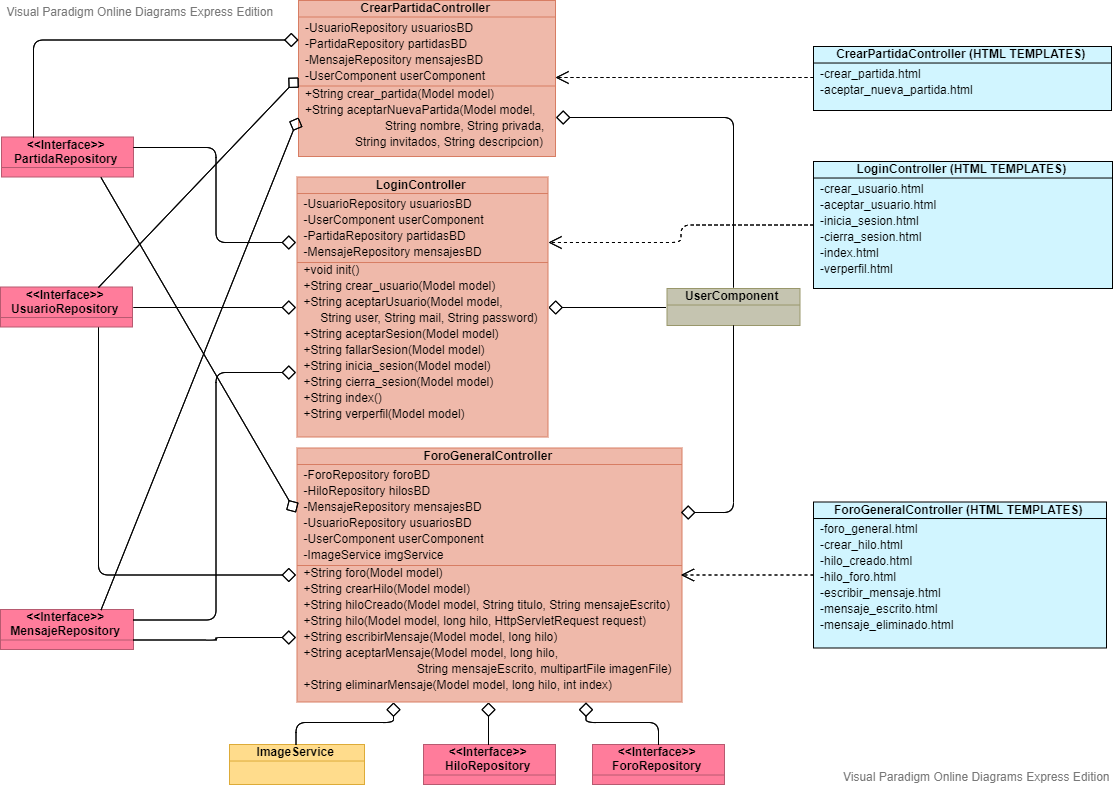 Visual Paradigm Online Diagrams Express Edition
CrearPartidaController
-UsuarioRepository usuariosBD
-PartidaRepository partidasBD
-MensajeRepository mensajesBD
-UserComponent userComponent
+String crear_partida(Model model)
+String aceptarNuevaPartida(Model model,
String nombre, String privada,
String invitados, String descripcion)
CrearPartidaController (HTML TEMPLATES)
-crear_partida.html
-aceptar_nueva_partida.html
<<Interface>>
PartidaRepository
LoginController
-UsuarioRepository usuariosBD
-UserComponent userComponent
-PartidaRepository partidasBD
-MensajeRepository mensajesBD
+void init()
+String crear_usuario(Model model)
+String aceptarUsuario(Model model,
String user, String mail, String password)
+String aceptarSesion(Model model)
+String fallarSesion(Model model)
+String inicia_sesion(Model model)
+String cierra_sesion(Model model)
+String index()
+String verperfil(Model model)
LoginController (HTML TEMPLATES)
-crear_usuario.html
-aceptar_usuario.html
-inicia_sesion.html
-cierra_sesion.html
-index.html
-verperfil.html
<<Interface>>
UsuarioRepository
UserComponent
ForoGeneralController
-ForoRepository foroBD
-HiloRepository hilosBD
-MensajeRepository mensajesBD
-UsuarioRepository usuariosBD
-UserComponent userComponent
-ImageService imgService
+String foro(Model model)
+String crearHilo(Model model)
+String hiloCreado(Model model, String titulo, String mensajeEscrito)
+String hilo(Model model, long hilo, HttpServletRequest request)
+String escribirMensaje(Model model, long hilo)
+String aceptarMensaje(Model model, long hilo,
String mensajeEscrito, multipartFile imagenFile)
+String eliminarMensaje(Model model, long hilo, int index)
ForoGeneralController (HTML TEMPLATES)
-foro_general.html
-crear_hilo.html
-hilo_creado.html
-hilo_foro.html
-escribir_mensaje.html
-mensaje_escrito.html
-mensaje_eliminado.html
<<Interface>>
MensajeRepository
ImageService
<<Interface>>
HiloRepository
<<Interface>>
ForoRepository
Visual Paradigm Online Diagrams Express Edition